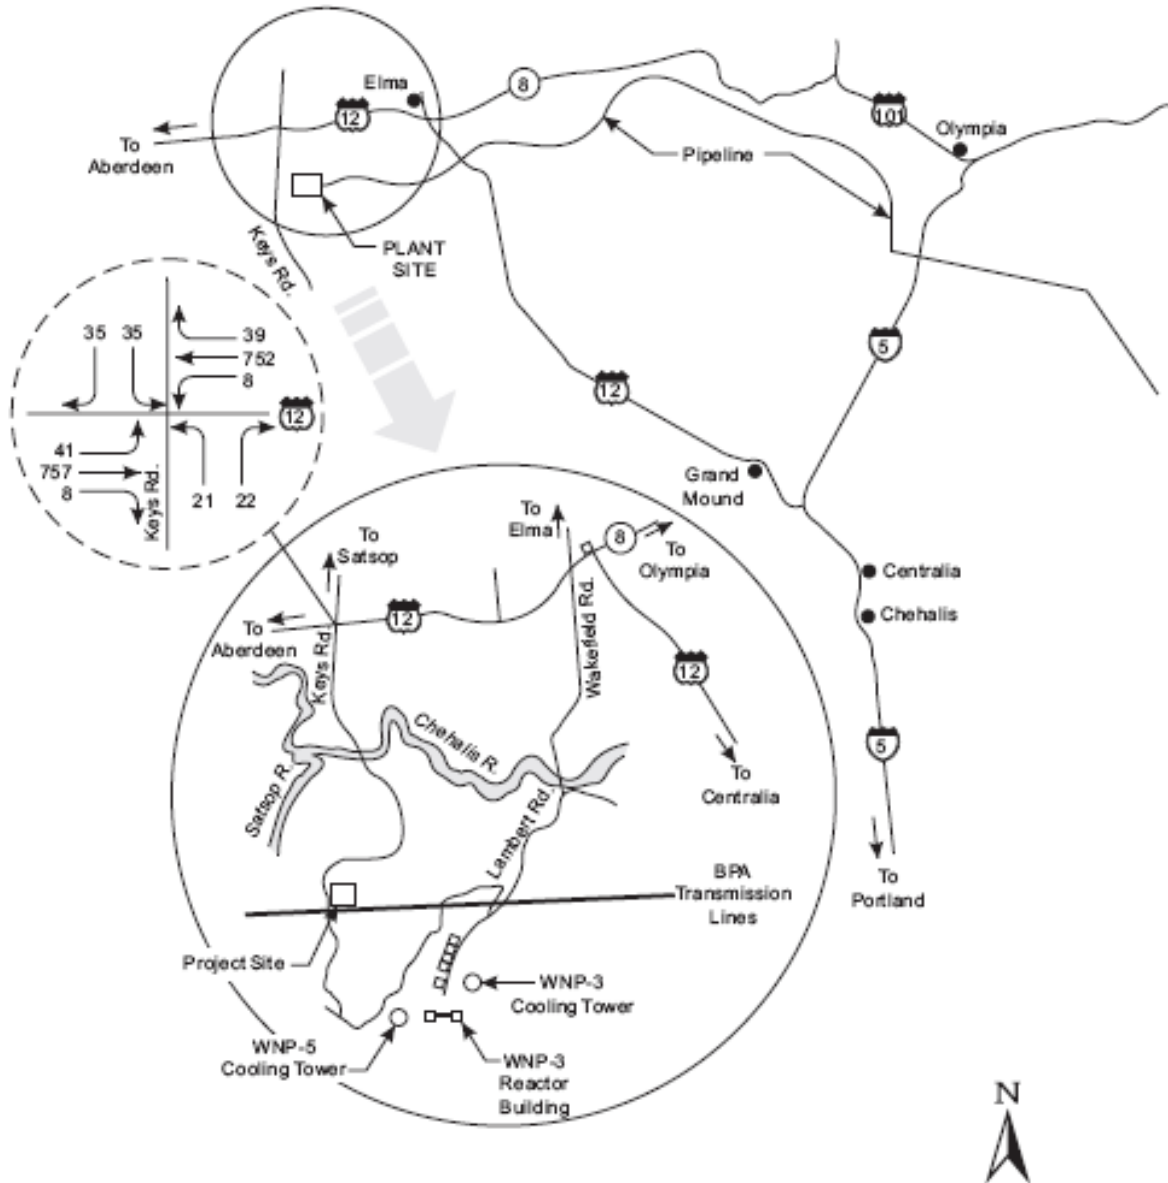 Elma
8
12
101
Olympia
To
Aberdeen
Pipeline
PLANT
SITE
Keys Rd.
35 35
39
752
8
12
41
757
8
21 22
Keys Rd.
5
12
Grand
Mound
Centralia
Chehalis
5
To
Portland
To
Satsop
To
Elma
8
To
Olympia
12
To
Aberdeen
Keys Rd.
Wakefield Rd.
12
Chehalis R.
Satsop R.
To
Centralia
Lambert Rd.
BPA
Transmission
Lines
Project Site
WNP-3
Cooling Tower
WNP-5
Cooling Tower
WNP-3
Reactor
Building
N